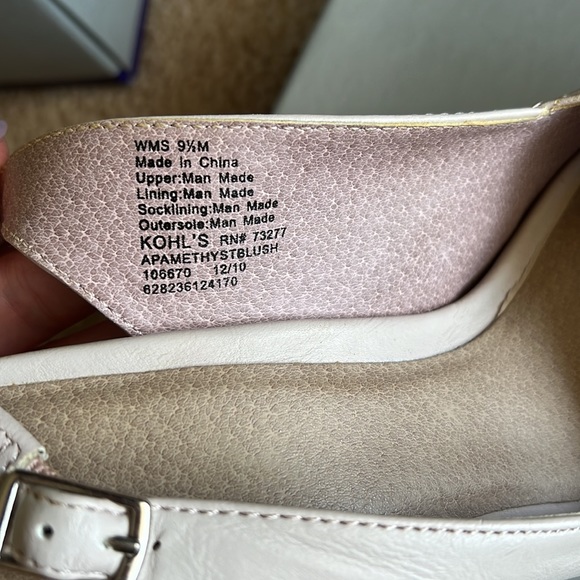 WMS 9½M
Made In China
Upper:Man Made
Lining:Man Made
Socklining:Man Made
Outersole:Man Made
KOHL'S RN# 73277
APAMETHYSTBLUSH
106670 12/10
628236124170